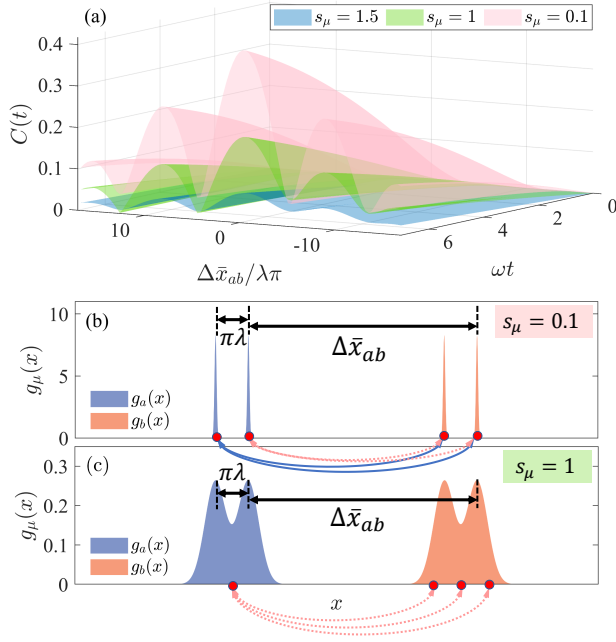 (a)
s_μ = 1.5 s_μ = 1 s_μ = 0.1
C(t)
0.4
0.3
0.2
0.1
0
10 0 -10
6 4 2 0
Δx̄_ab/λπ
ωt
(b)
s_μ = 0.1
10
5
0
g_μ(x)
πλ
Δx̄_ab
g_a(x)
g_b(x)
(c)
s_μ = 1
0.3
0.2
0.1
0
g_μ(x)
πλ
Δx̄_ab
g_a(x)
g_b(x)
x